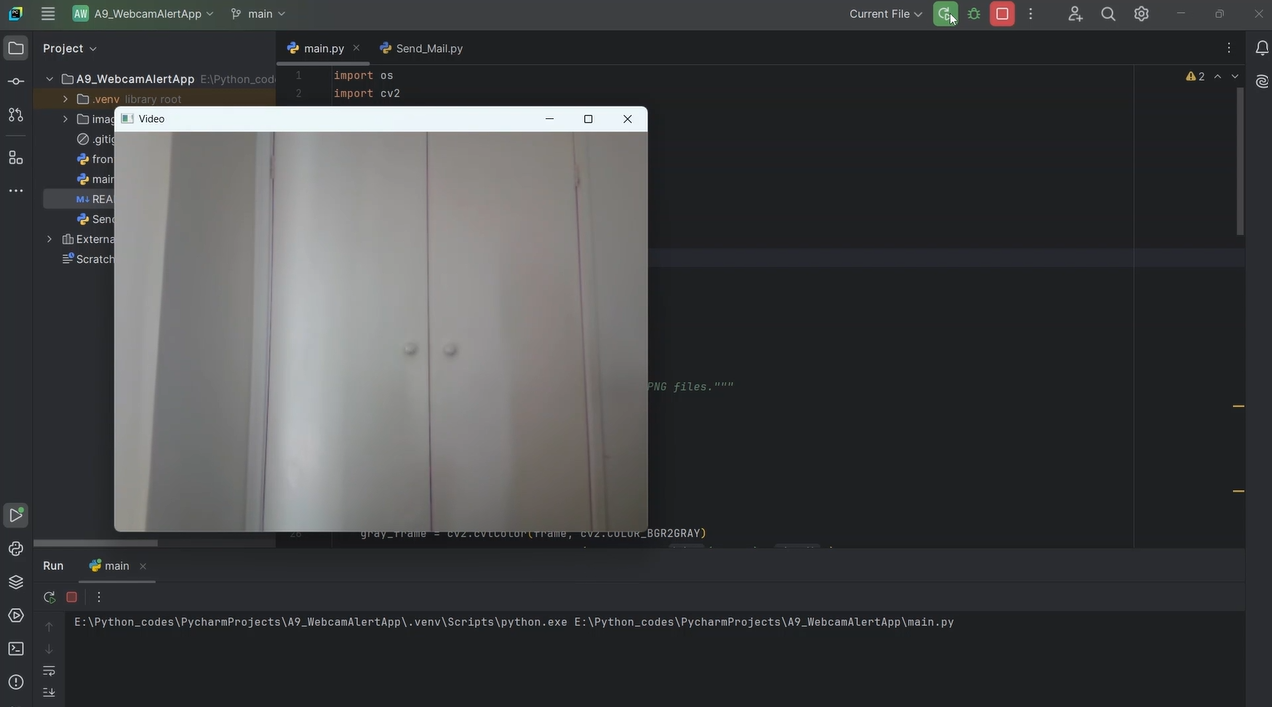 AW A9_WebcamAlertApp main Current File
Project
main.py Send_Mail.py
A9_WebcamAlertApp E:\Python_cod
1 import os
2
2 import cv2
.venv library root
imag
Video
.gitig
fron
main
M↓ REA
Send
Externa
Scratch
PNG files."""
gray_frame = cv2.cvtColor(frame, cv2.COLOR_BGR2GRAY)
Run main
E:\Python_codes\PycharmProjects\A9_WebcamAlertApp\.venv\Scripts\python.exe E:\Python_codes\PycharmProjects\A9_WebcamAlertApp\main.py